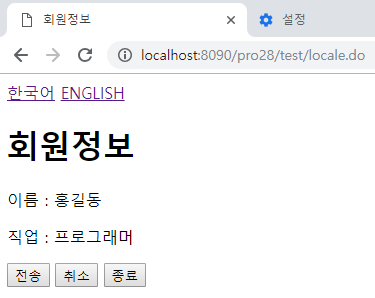 회원정보
설정
localhost:8090/pro28/test/locale.do
한국어 ENGLISH
회원정보
이름 : 홍길동
직업 : 프로그래머
전송 취소 종료